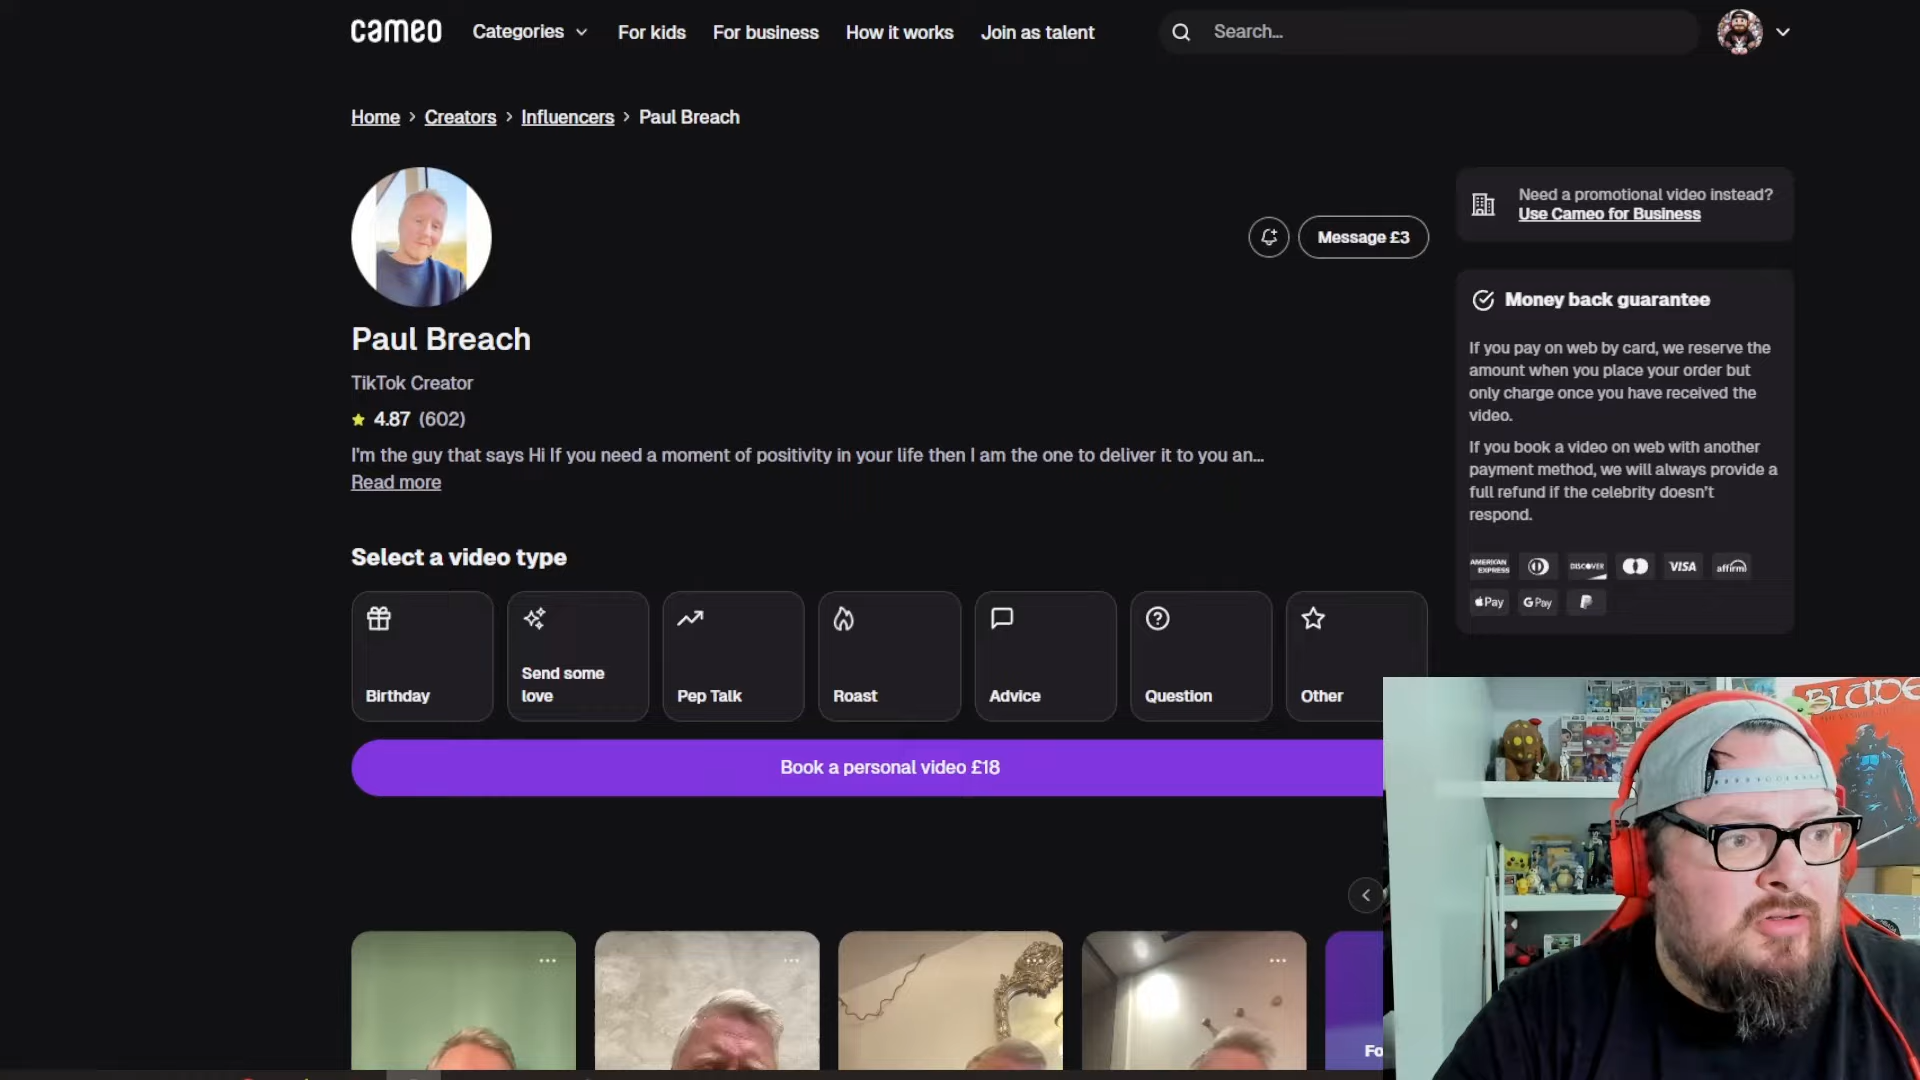 cameo Categories For kids For business How it works Join as talent Search...
Home › Creators › Influencers › Paul Breach
Need a promotional video instead?
Use Cameo for Business
Message £3
Money back guarantee
If you pay on web by card, we reserve the
amount when you place your order but
only charge once you have received the
video.
If you book a video on web with another
payment method, we will always provide a
full refund if the celebrity doesn't
respond.
AMERICAN
EXPRESS
DISCOVER
VISA
affirm
Pay
G Pay
Paul Breach
TikTok Creator
4.87 (602)
I'm the guy that says Hi If you need a moment of positivity in your life then I am the one to deliver it to you an...
Read more
Select a video type
Birthday
Send some
love
Pep Talk
Roast
Advice
Question
Other
Book a personal video £18
Fo
BLADE